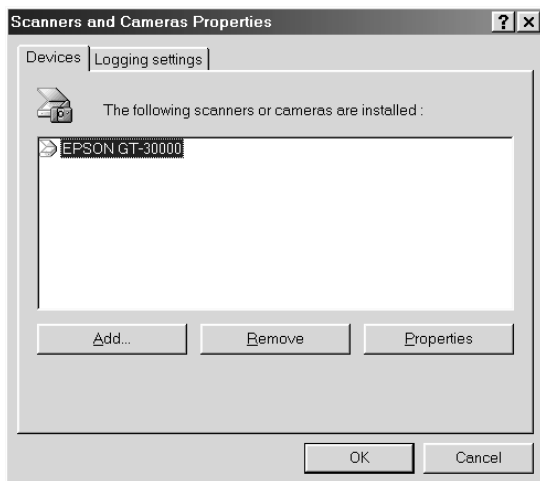 Scanners and Cameras Properties
Devices
Logging settings
The following scanners or cameras are installed :
EPSON GT-30000
Add...
Remove
Properties
OK
Cancel